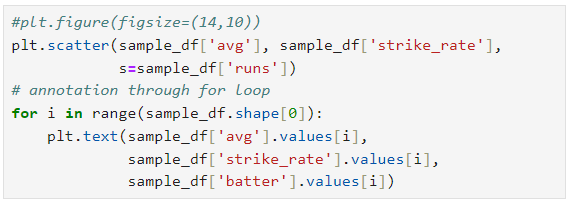 #plt.figure(figsize=(14,10))
plt.scatter(sample_df['avg'], sample_df['strike_rate'],
            s=sample_df['runs'])
# annotation through for loop
for i in range(sample_df.shape[0]):
    plt.text(sample_df['avg'].values[i],
             sample_df['strike_rate'].values[i],
             sample_df['batter'].values[i])